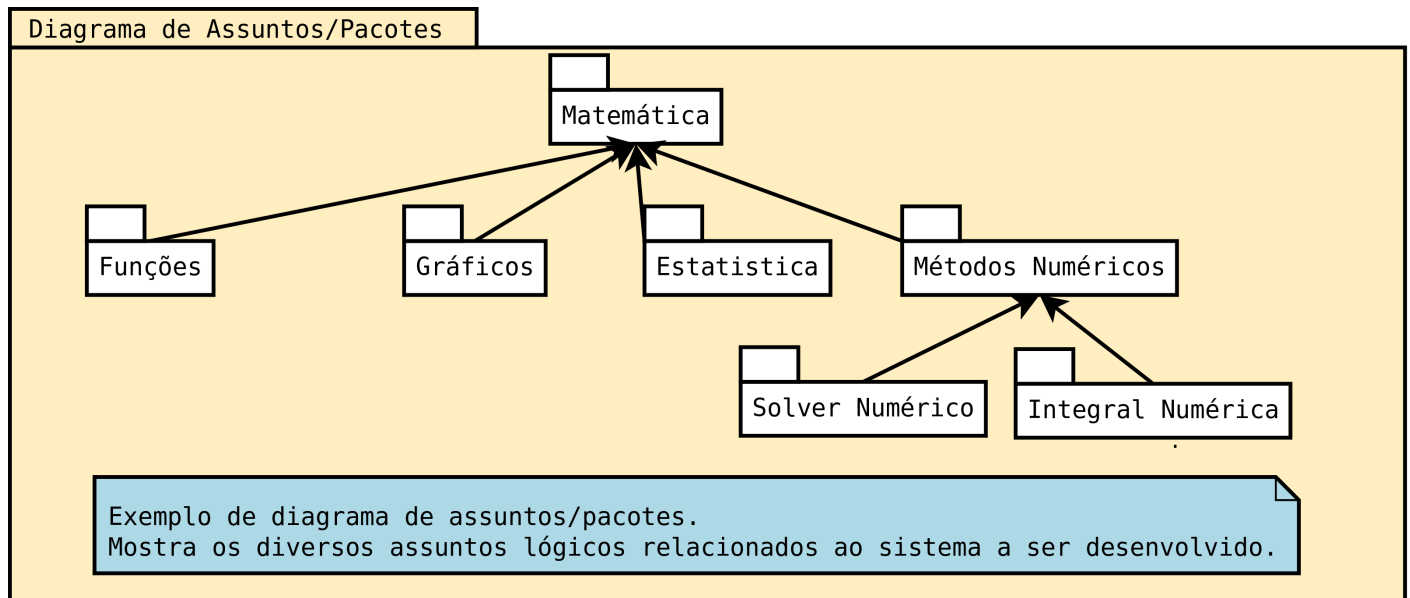 Diagrama de Assuntos/Pacotes
Matemática
Funções
Gráficos
Estatistica
Métodos Numéricos
Solver Numérico
Integral Numérica
.
Exemplo de diagrama de assuntos/pacotes.
Mostra os diversos assuntos lógicos relacionados ao sistema a ser desenvolvido.